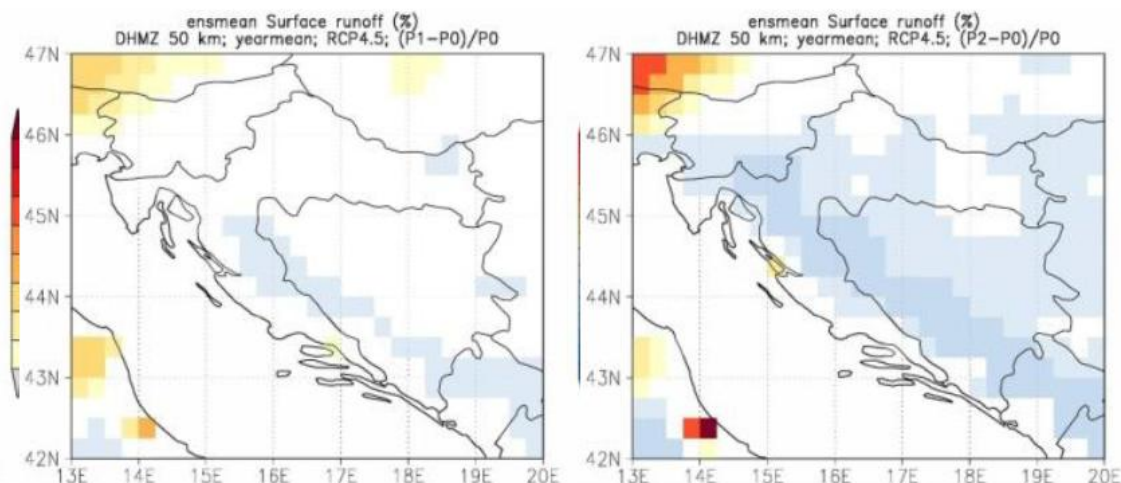 ensmean Surface runoff (%)
DHMZ 50 km; yearmean; RCP4.5; (P1-P0)/P0
47N
46N
45N
44N
43N
42N
13E 14E 15E 16E 17E 18E 19E 20E
ensmean Surface runoff (%)
DHMZ 50 km; yearmean; RCP4.5; (P2-P0)/P0
47N
46N
45N
44N
43N
42N
13E 14E 15E 16E 17E 18E 19E 20E